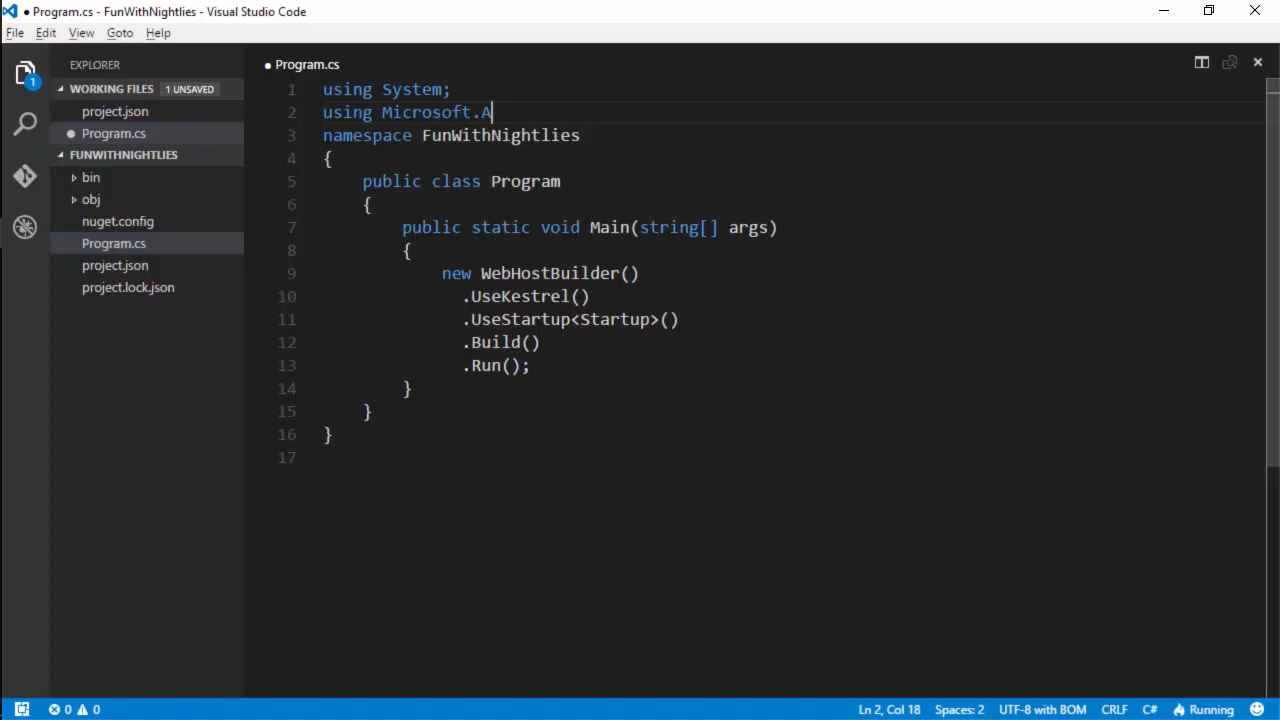 ● Program.cs - FunWithNightlies - Visual Studio Code
File Edit View Goto Help
EXPLORER
WORKING FILES 1 UNSAVED
project.json
Program.cs
FUNWITHNIGHTLIES
bin
obj
nuget.config
Program.cs
project.json
project.lock.json
1
● Program.cs
1 using System;
2 using Microsoft.A
3 namespace FunWithNightlies
4 {
5 public class Program
6 {
7 public static void Main(string[] args)
8 {
9 new WebHostBuilder()
10 .UseKestrel()
11 .UseStartup<Startup>()
12 .Build()
13 .Run();
14 }
15 }
16 }
17
0 0 Ln 2, Col 18 Spaces: 2 UTF-8 with BOM CRLF C# Running